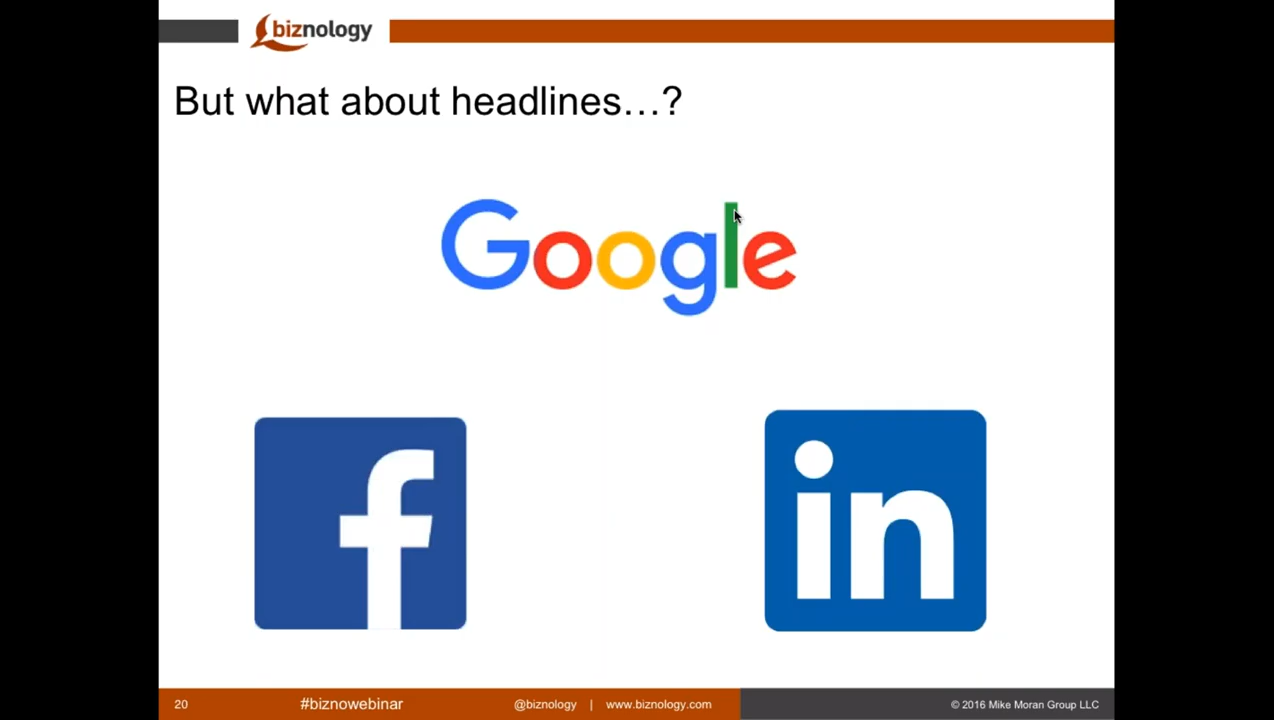 biznology
But what about headlines…?
Google
f
in
20 #biznowebinar @biznology | www.biznology.com © 2016 Mike Moran Group LLC